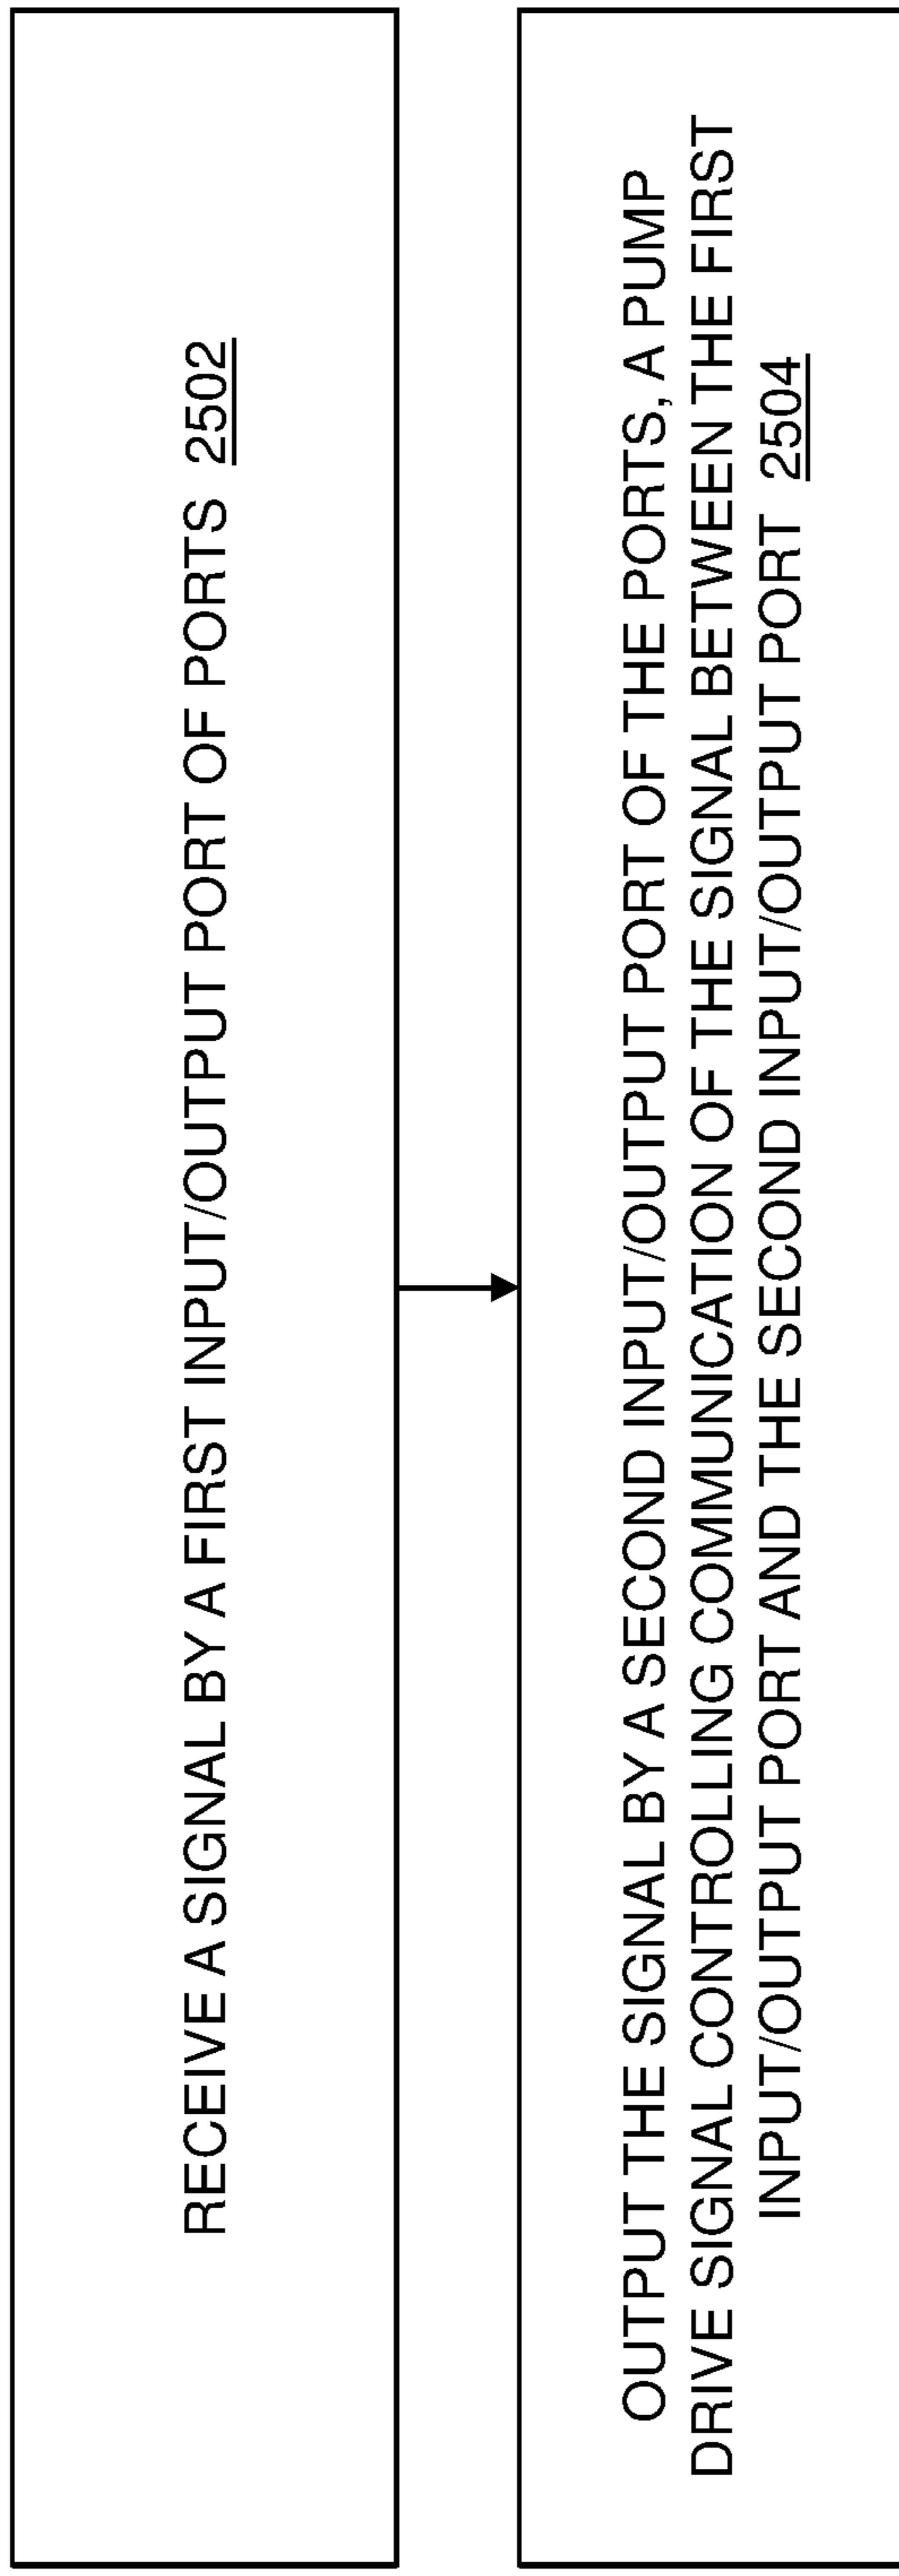 RECEIVE A SIGNAL BY A FIRST INPUT/OUTPUT PORT OF PORTS 2502
OUTPUT THE SIGNAL BY A SECOND INPUT/OUTPUT PORT OF THE PORTS, A PUMP
DRIVE SIGNAL CONTROLLING COMMUNICATION OF THE SIGNAL BETWEEN THE FIRST
INPUT/OUTPUT PORT AND THE SECOND INPUT/OUTPUT PORT 2504